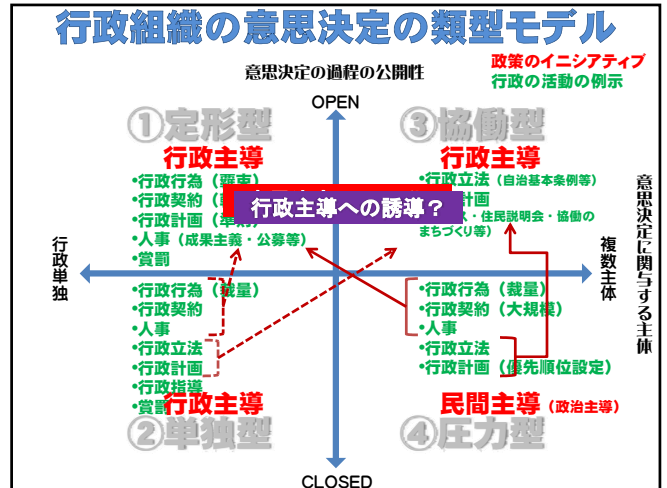 行政組織の意思決定の類型モデル
政策のイニシアティブ
行政の活動の例示
意思決定の過程の公開性
OPEN
①定形型
行政主導
•行政行為（覊束）
•行政契約
•行政計画
•人事（成果主義・公募等）
•賞罰
③協働型
行政主導
•行政立法（自治基本条例等）
計画
・住民説明会・協働の
まちづくり等）
行政主導への誘導？
行政単独
複数主体
意思決定に関与する主体
•行政行為（裁量）
•行政契約
•人事
•行政立法
•行政計画
•行政指導
•賞罰
行政主導
②単独型
•行政行為（裁量）
•行政契約（大規模）
•人事
•行政立法
•行政計画（優先順位設定）
民間主導（政治主導）
④圧力型
CLOSED